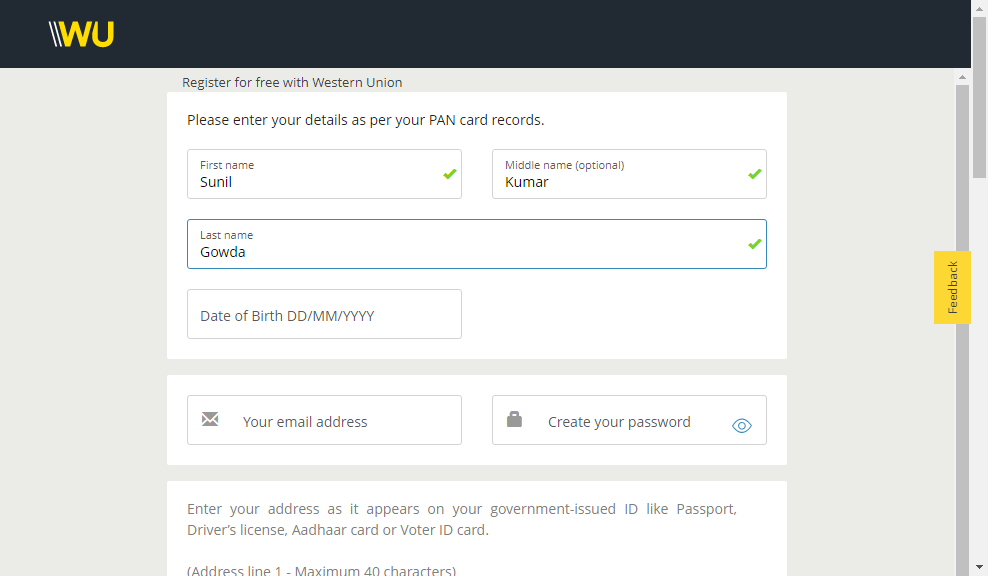 WU
Register for free with Western Union
Please enter your details as per your PAN card records.
First name
Sunil
Middle name (optional)
Kumar
Last name
Gowda
Date of Birth DD/MM/YYYY
Feedback
Your email address
Create your password
Enter your address as it appears on your government-issued ID like Passport,
Driver's license, Aadhaar card or Voter ID card.
(Address line 1 - Maximum 40 characters)